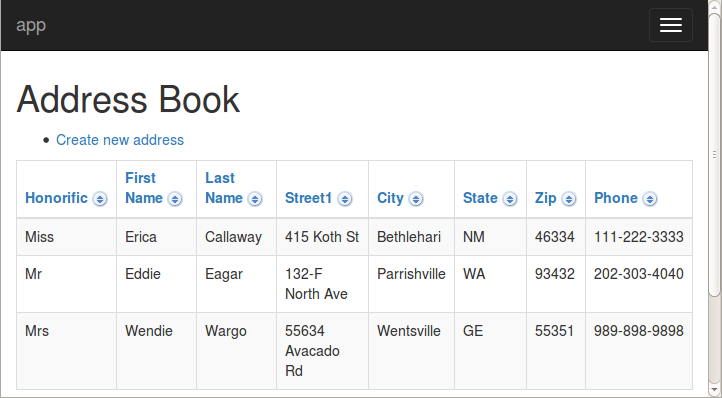 app
Address Book
Create new address
Honorific First Name Last Name Street1 City State Zip Phone
Miss Erica Callaway 415 Koth St Bethlehari NM 46334 111-222-3333
Mr Eddie Eagar 132-F North Ave Parrishville WA 93432 202-303-4040
Mrs Wendie Wargo 55634 Avacado Rd Wentsville GE 55351 989-898-9898